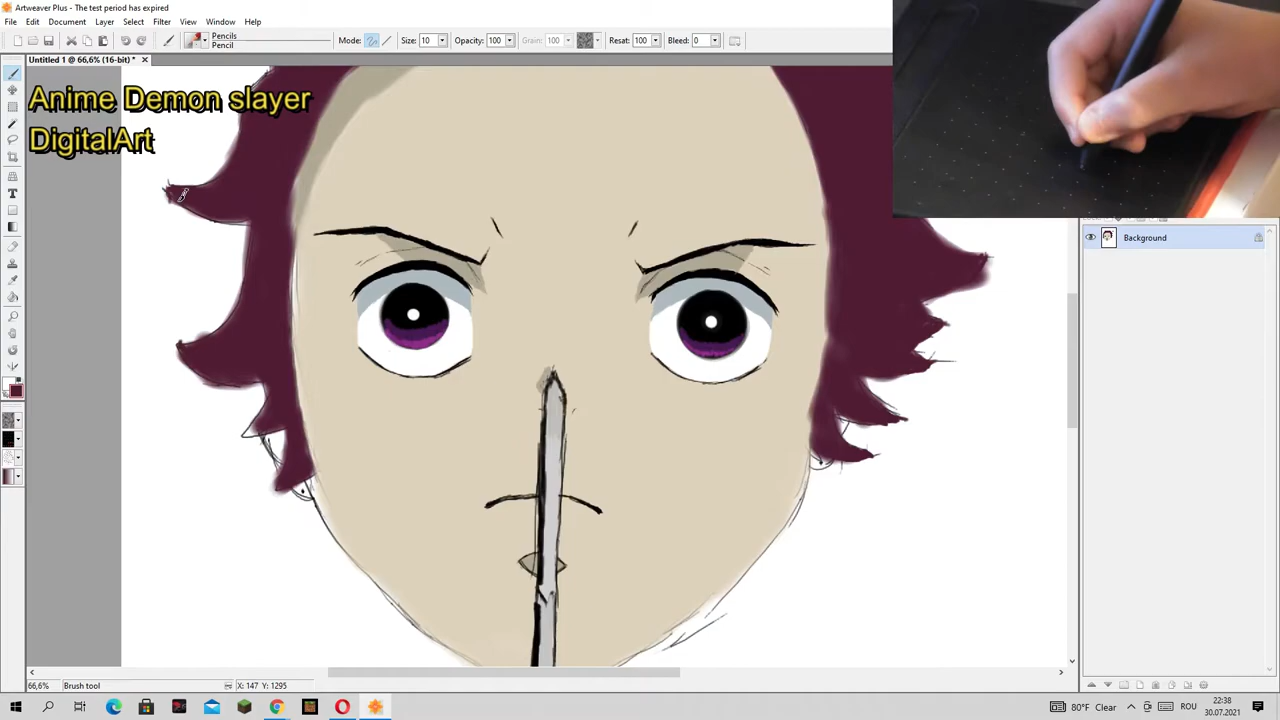 Artweaver Plus - The test period has expired
File Edit Document Layer Select Filter View Window Help
Pencils
Pencil
Mode: Size: 10 Opacity: 100 Grain: 100 Resat: 100 Bleed: 0
Untitled 1 @ 66,6% (16-bit) *
Anime Demon slayer
DigitalArt
Background
66,6% Brush tool X: 147 Y: 1295
80°F Clear ROU 22:38
30.07.2021